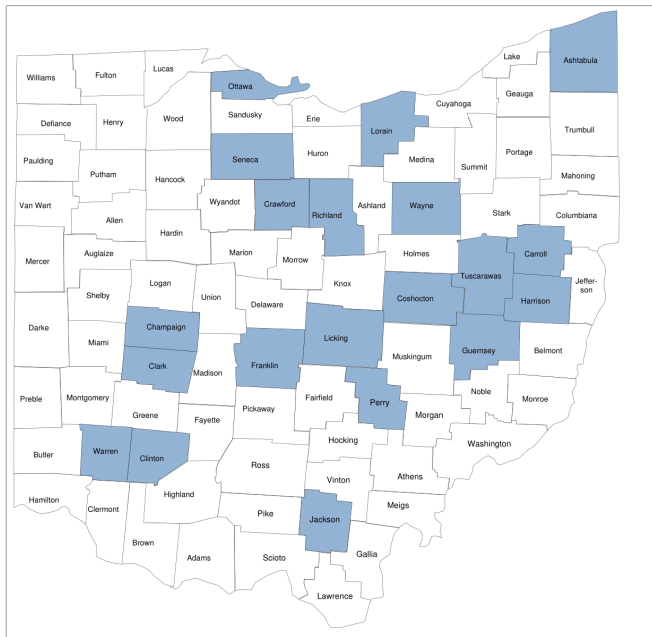 Lake
Ashtabula
Lucas
Fulton
Williams
Ottawa
Geauga
Cuyahoga
Erie
Sandusky
Wood
Henry
Defiance
Lorain
Trumbull
Seneca
Huron
Medina
Summit
Portage
Paulding
Putnam
Hancock
Mahoning
Van Wert
Wyandot
Crawford
Richland
Ashland
Wayne
Stark
Columbiana
Allen
Hardin
Mercer
Auglaize
Marion
Morrow
Holmes
Carroll
Tuscarawas
Jeffer-
son
Logan
Union
Knox
Shelby
Delaware
Coshocton
Harrison
Darke
Champaign
Miami
Licking
Guernsey
Belmont
Clark
Madison
Franklin
Muskingum
Noble
Monroe
Preble
Montgomery
Greene
Fayette
Pickaway
Fairfield
Perry
Morgan
Washington
Hocking
Butler
Warren
Clinton
Ross
Athens
Vinton
Hamilton
Clermont
Highland
Meigs
Pike
Jackson
Brown
Adams
Scioto
Gallia
Lawrence